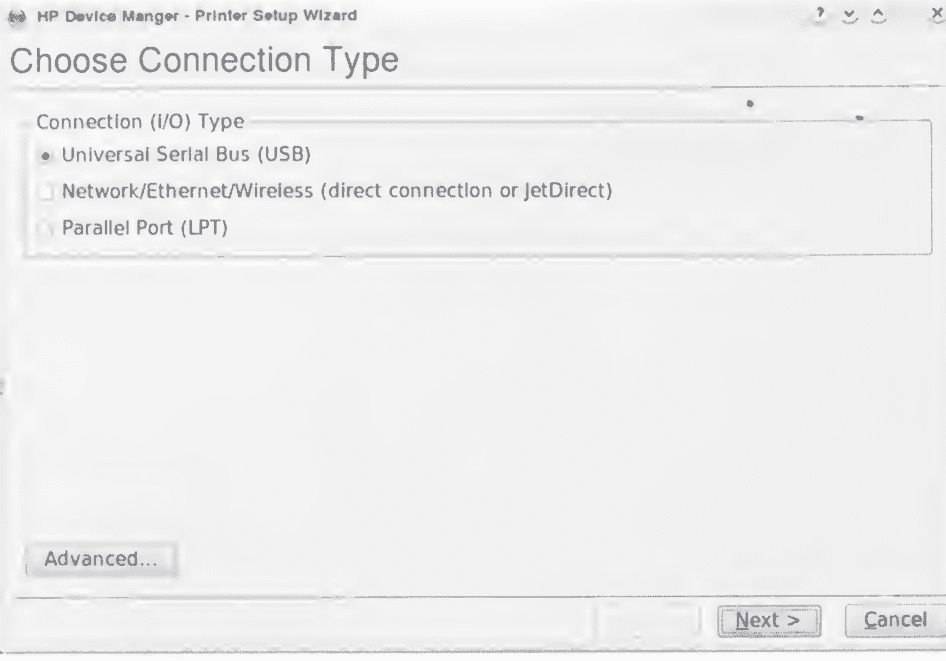 HP Device Manger - Printer Setup Wizard
Choose Connection Type
Connection (I/O) Type
Universal Serial Bus (USB)
Network/Ethernet/Wireless (direct connection or JetDirect)
Parallel Port (LPT)
Advanced...
Next >
Cancel